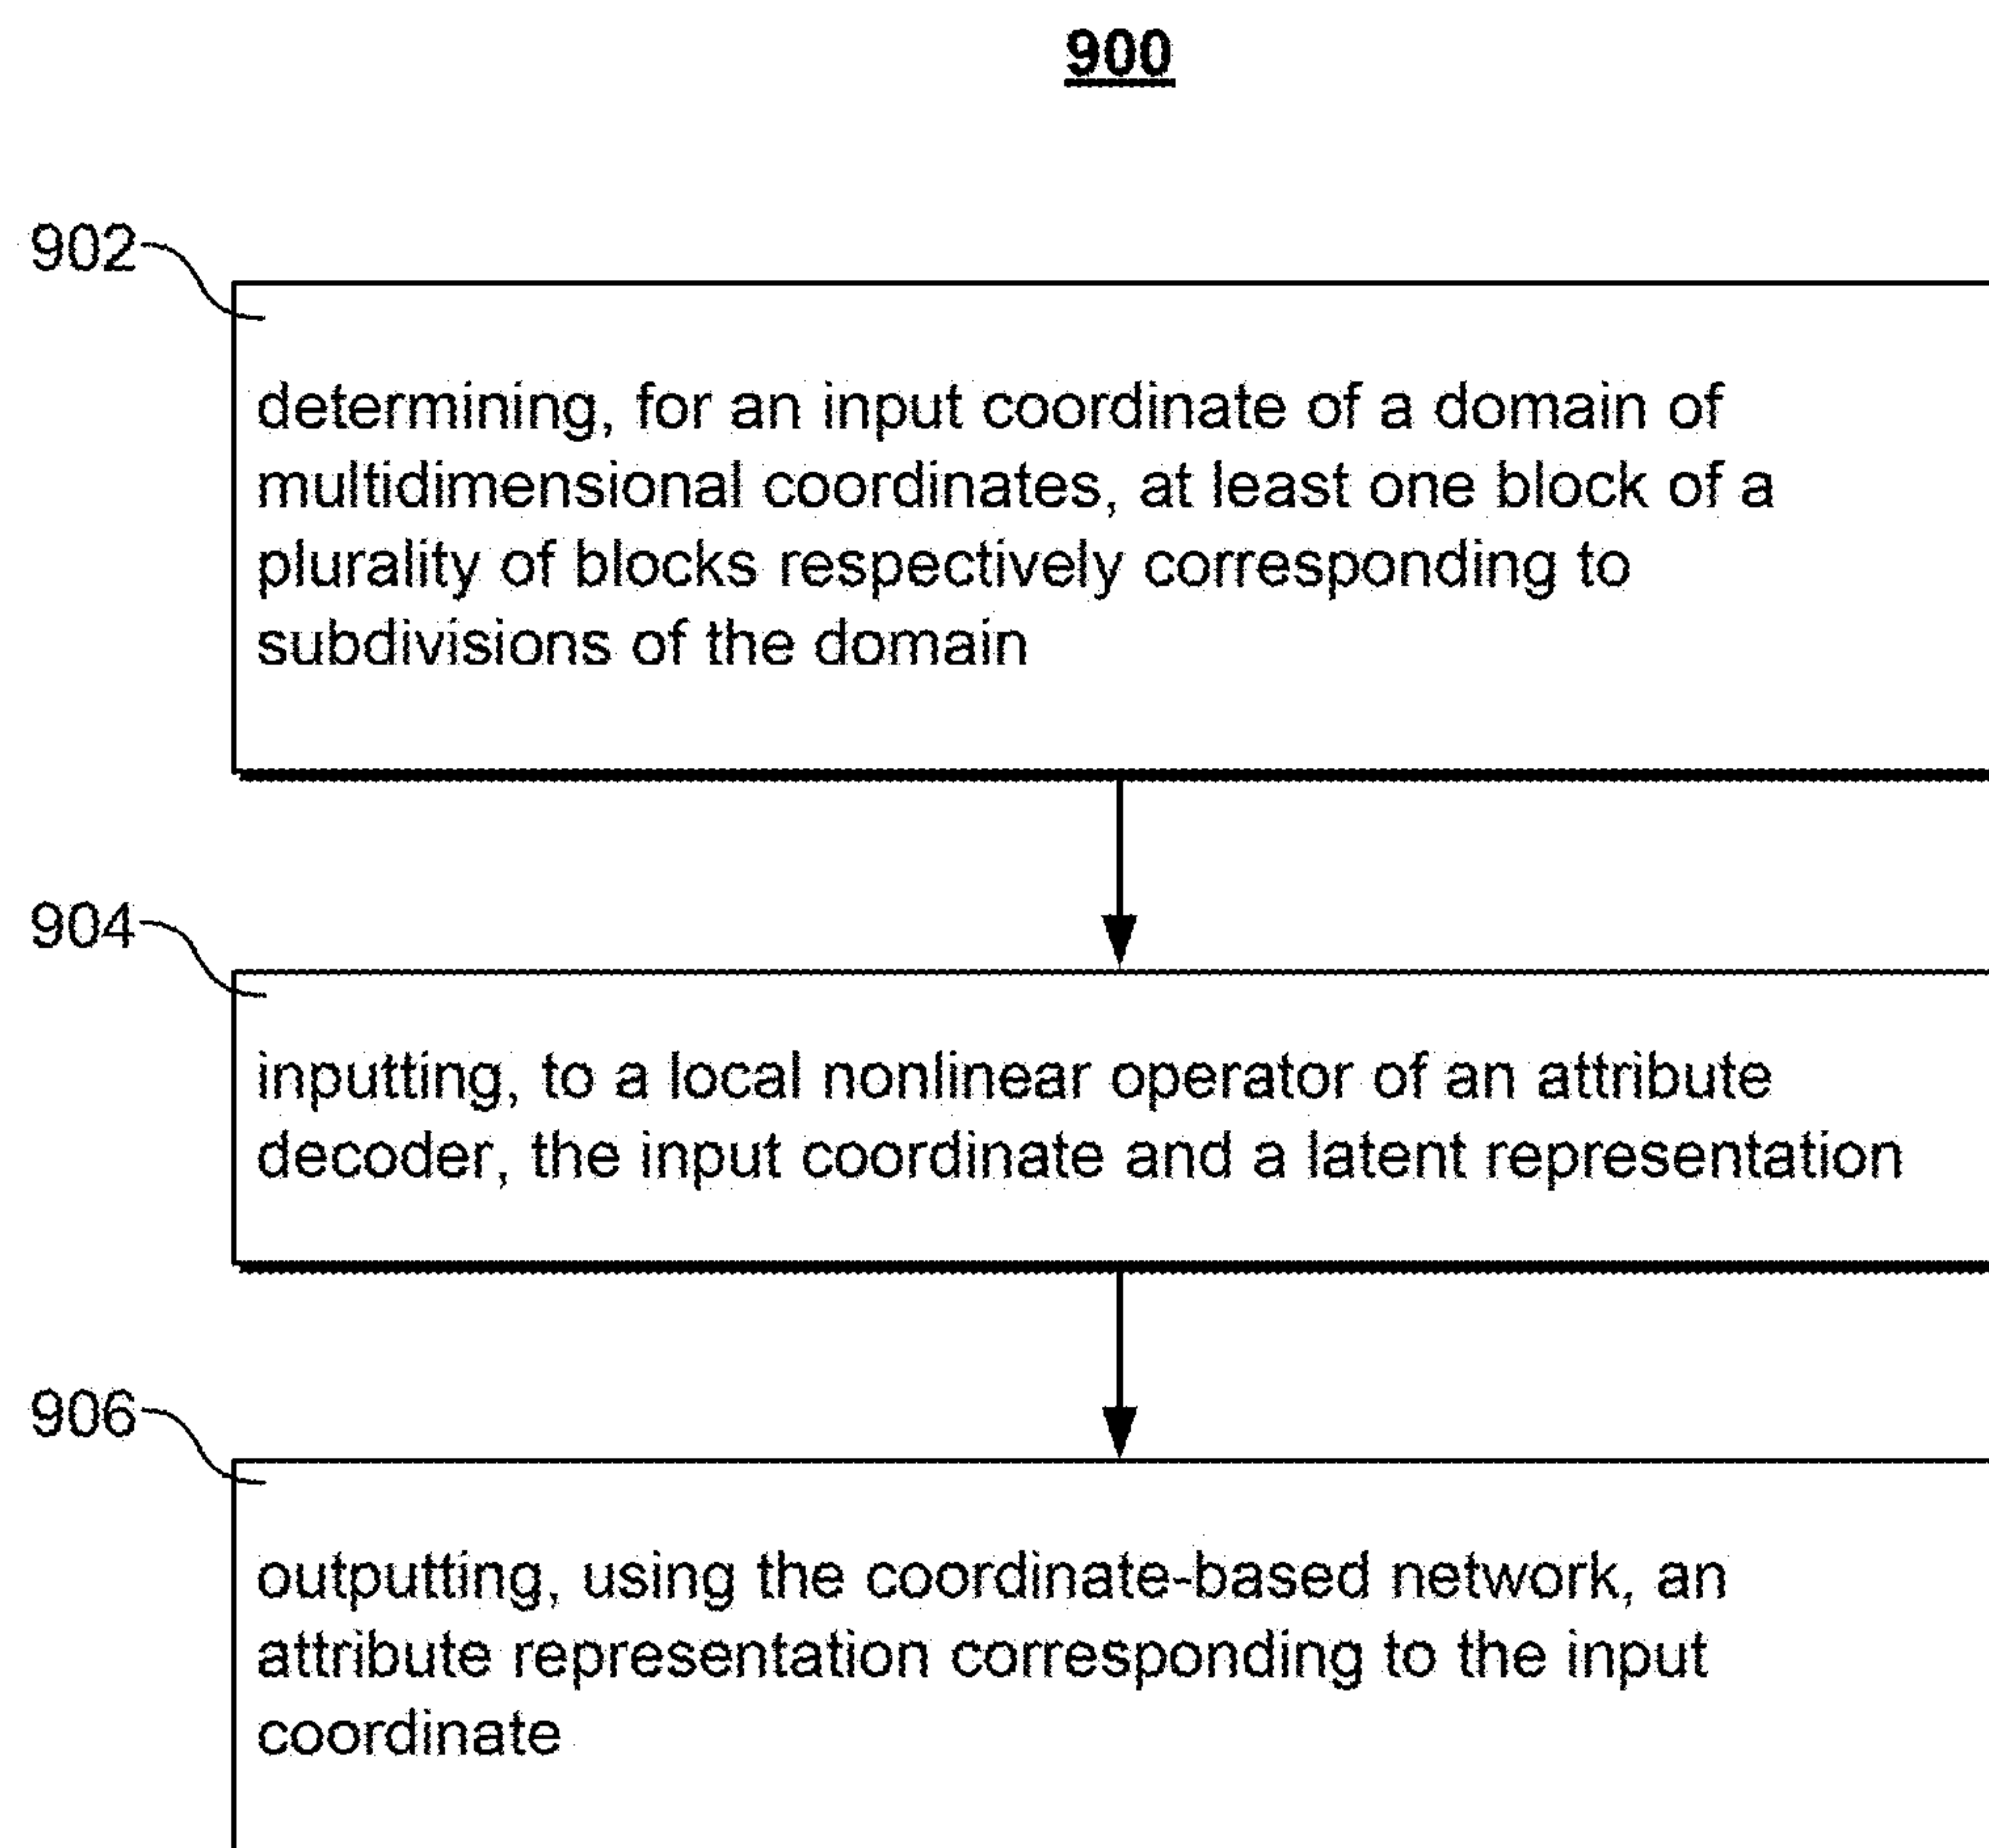 900
902
determining, for an input coordinate of a domain of
multidimensional coordinates, at least one block of a
plurality of blocks respectively corresponding to
subdivisions of the domain
904
inputting, to a local nonlinear operator of an attribute
decoder, the input coordinate and a latent representation
906
outputting, using the coordinate-based network, an
attribute representation corresponding to the input
coordinate